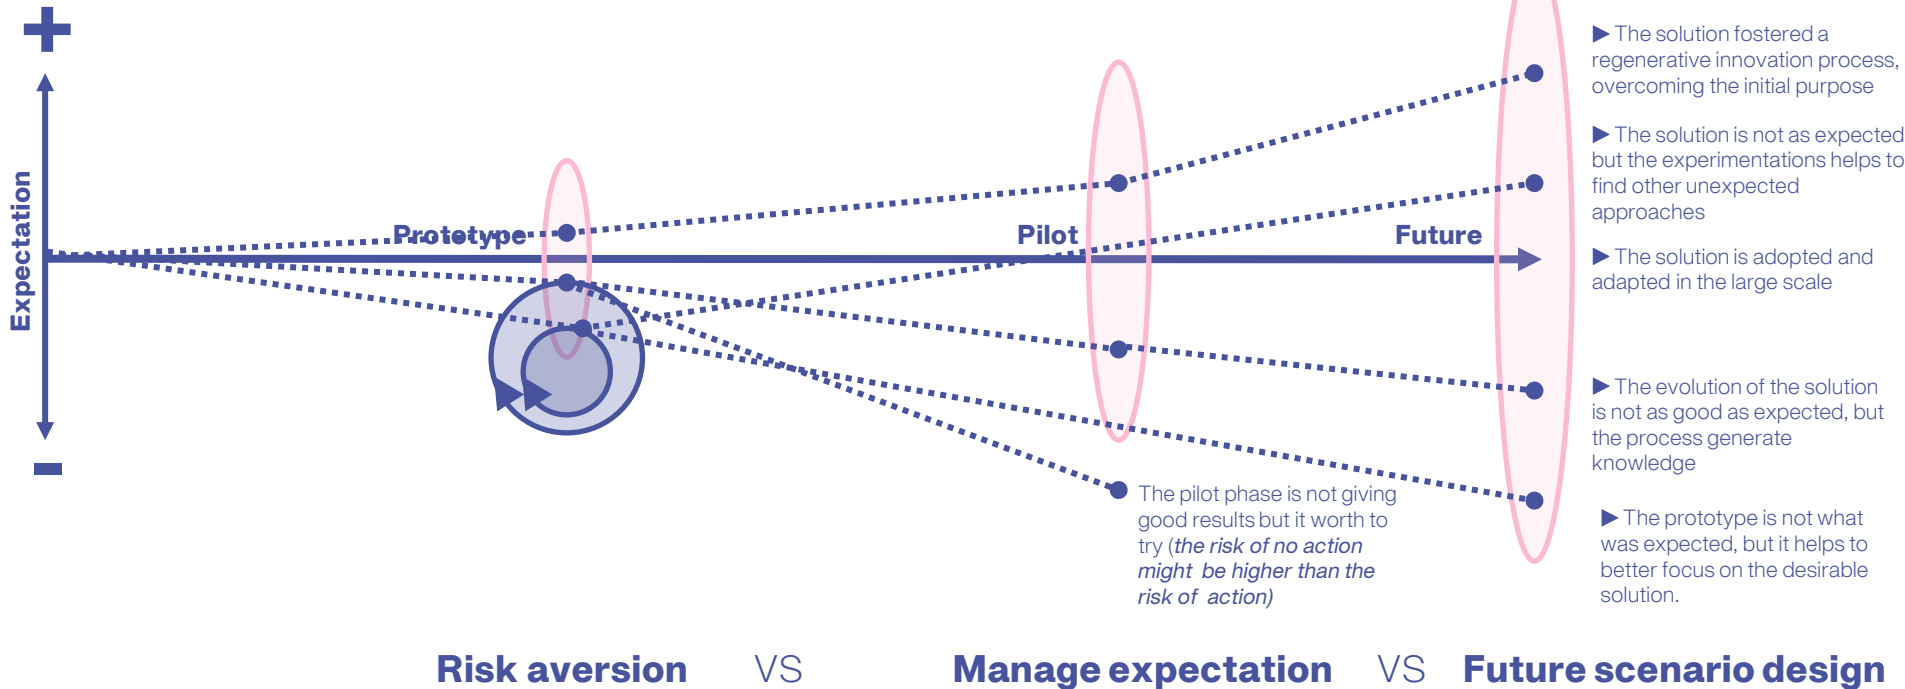 +
Expectation
-
Prototype
Pilot
Future
▶ The solution fostered a
regenerative innovation process,
overcoming the initial purpose
▶ The solution is not as expected
but the experimentations helps to
find other unexpected
approaches
▶ The solution is adopted and
adapted in the large scale
▶ The evolution of the solution
is not as good as expected, but
the process generate
knowledge
▶ The prototype is not what
was expected, but it helps to
better focus on the desirable
solution.
The pilot phase is not giving
good results but it worth to
try (the risk of no action
might be higher than the
risk of action)
Risk aversion VS Manage expectation VS Future scenario design